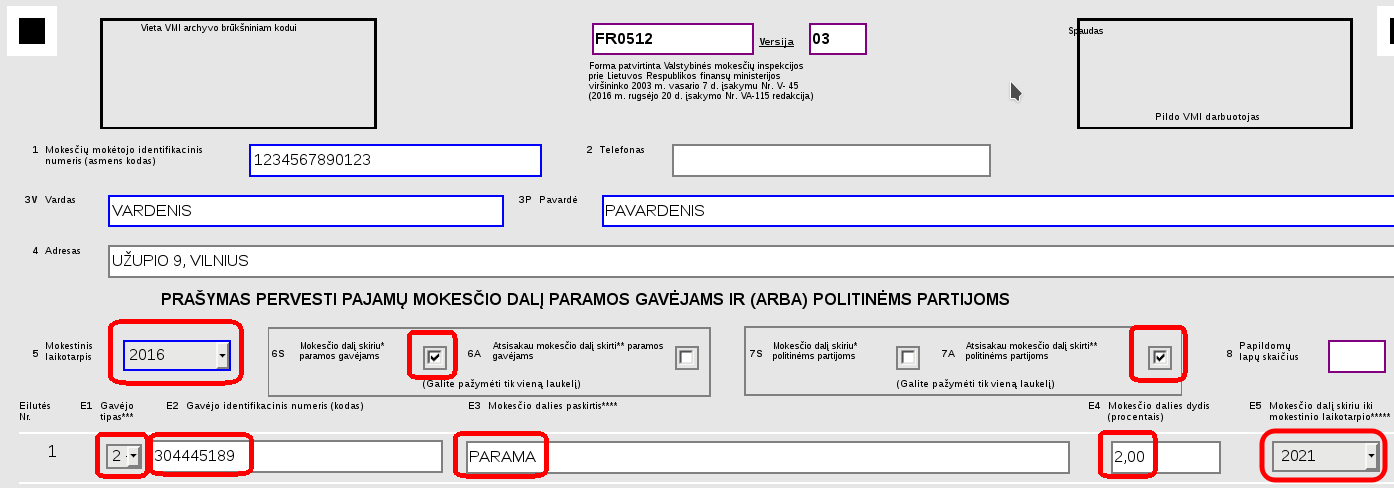 Vieta VMI archyvo brūkšniniam kodui
FR0512 Versija 03
Spaudas
Forma patvirtinta Valstybinės mokesčių inspekcijos
prie Lietuvos Respublikos finansų ministerijos
viršininko 2003 m. vasario 7 d. įsakymu Nr. V- 45
(2016 m. rugsėjo 20 d. įsakymo Nr. VA-115 redakcija)
Pildo VMI darbuotojas
1 Mokesčių mokėtojo identifikacinis
numeris (asmens kodas)
1234567890123
2 Telefonas
3V Vardas
VARDENIS
3P Pavardė
PAVARDENIS
4 Adresas
UŽUPIO 9, VILNIUS
PRAŠYMAS PERVESTI PAJAMŲ MOKESČIO DALĮ PARAMOS GAVĖJAMS IR (ARBA) POLITINĖMS PARTIJOMS
5 Mokestinis
laikotarpis
2016
6S Mokesčio dalį skiriu*
paramos gavėjams
6A Atsisakau mokesčio dalį skirti** paramos
gavėjams
(Galite pažymėti tik vieną laukelį)
7S Mokesčio dalį skiriu*
politinėms partijoms
7A Atsisakau mokesčio dalį skirti**
politinėms partijoms
(Galite pažymėti tik vieną laukelį)
8 Papildomų
lapų skaičius
Eilutės
Nr.
E1 Gavėjo
tipas***
E2 Gavėjo identifikacinis numeris (kodas)
E3 Mokesčio dalies paskirtis****
E4 Mokesčio dalies dydis
(procentais)
E5 Mokesčio dalį skiriu iki
mokestinio laikotarpio*****
1 2 304445189 PARAMA 2,00 2021